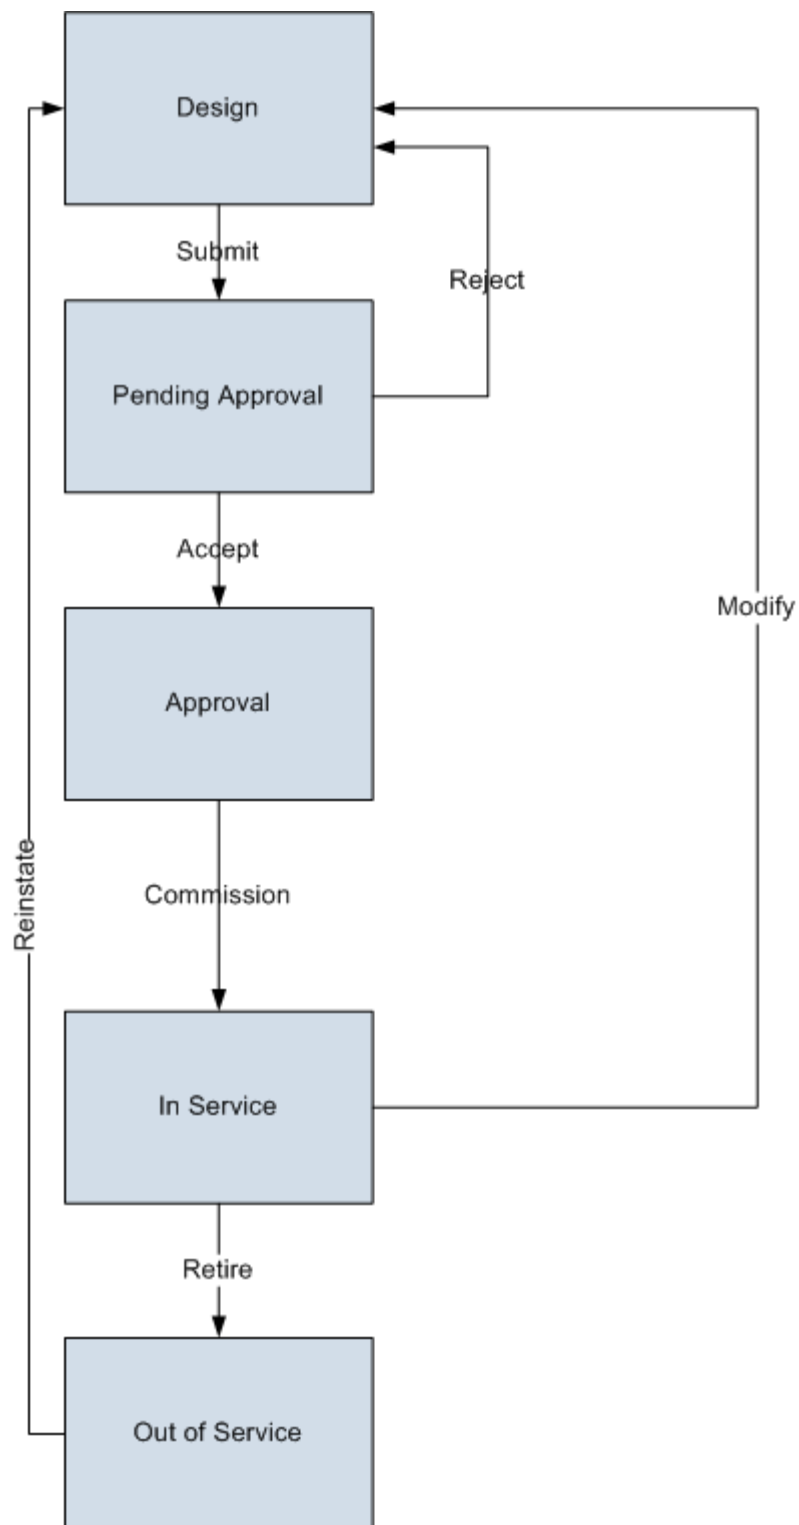 Design
Submit
Reject
Pending Approval
Accept
Modify
Approval
Reinstate
Commission
In Service
Retire
Out of Service